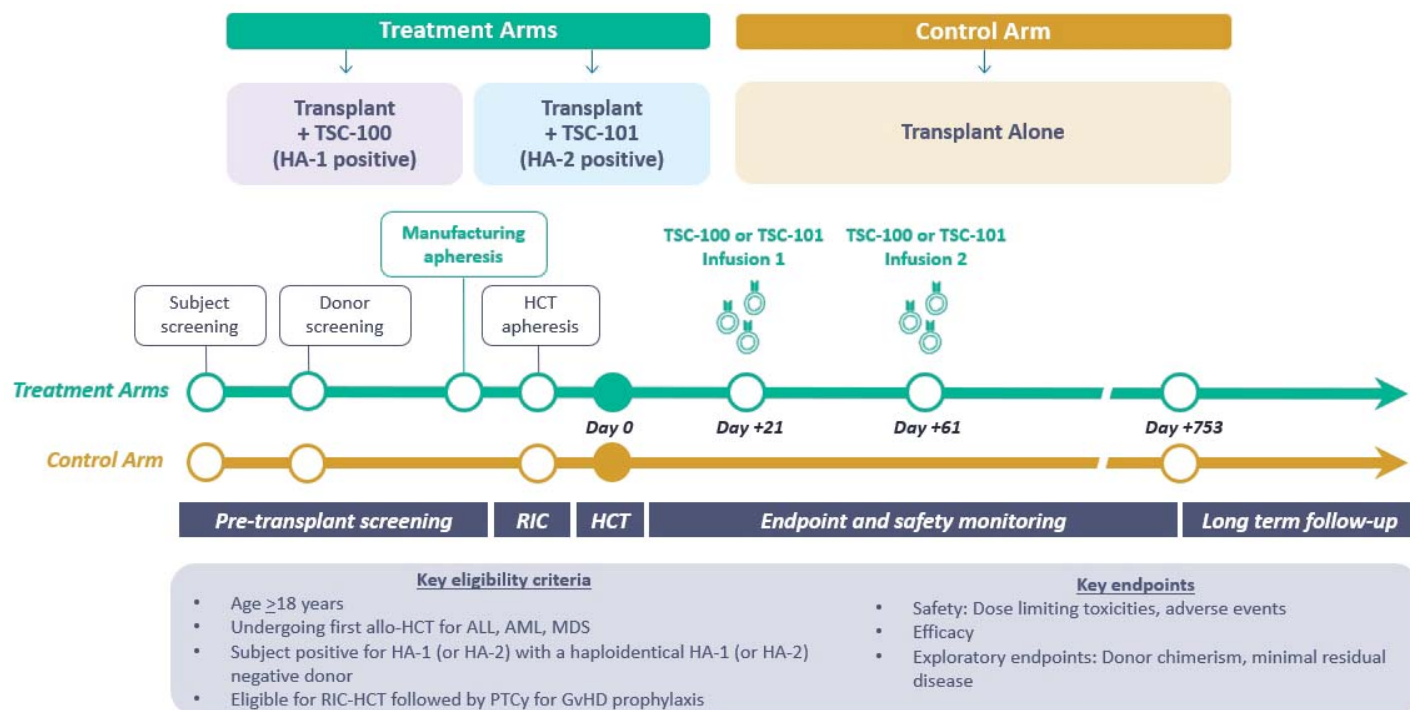 Treatment Arms
Control Arm
Transplant
+ TSC-100
(HA-1 positive)
Transplant
+ TSC-101
(HA-2 positive)
Transplant Alone
Manufacturing
apheresis
TSC-100 or TSC-101
Infusion 1
TSC-100 or TSC-101
Infusion 2
Subject
screening
Donor
screening
HCT
apheresis
Treatment Arms
Day 0
Day +21
Day +61
Day +753
Control Arm
Pre-transplant screening
RIC
HCT
Endpoint and safety monitoring
Long term follow-up
Key eligibility criteria
• Age ≥18 years
• Undergoing first allo-HCT for ALL, AML, MDS
• Subject positive for HA-1 (or HA-2) with a haploidentical HA-1 (or HA-2)
negative donor
• Eligible for RIC-HCT followed by PTCy for GvHD prophylaxis
Key endpoints
• Safety: Dose limiting toxicities, adverse events
• Efficacy
• Exploratory endpoints: Donor chimerism, minimal residual
disease